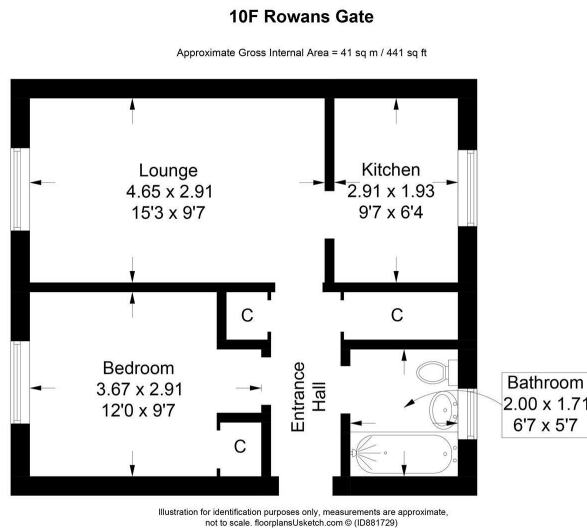 10F Rowans Gate
Approximate Gross Internal Area = 41 sq m / 441 sq ft
Lounge
4.65 x 2.91
15'3 x 9'7
Kitchen
2.91 x 1.93
9'7 x 6'4
C
C
Bedroom
3.67 x 2.91
12'0 x 9'7
Entrance
Hall
C
Bathroom
2.00 x 1.71
6'7 x 5'7
Illustration for identification purposes only, measurements are approximate,
not to scale. floorplansUsketch.com © (ID881729)